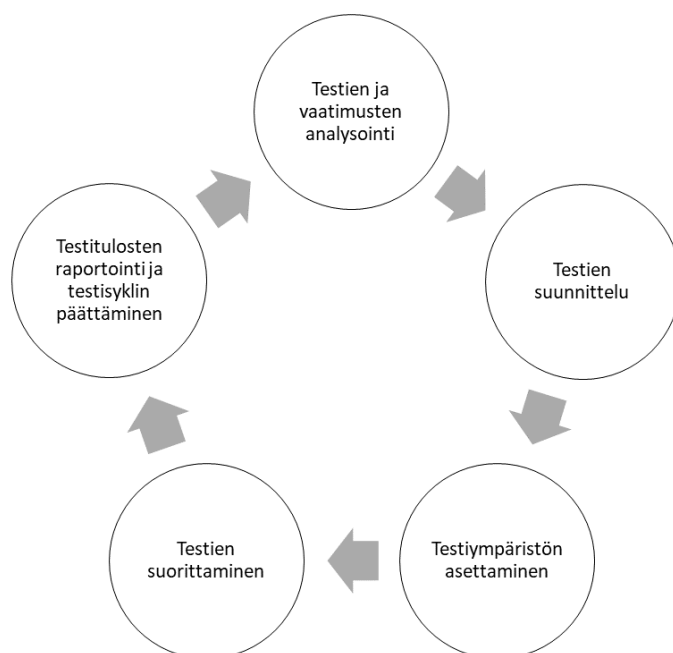 Testien ja
vaatimusten
analysointi
Testien
suunnittelu
Testiympäristön
asettaminen
Testien
suorittaminen
Testitulosten
raportointi ja
testisyklin
päättäminen